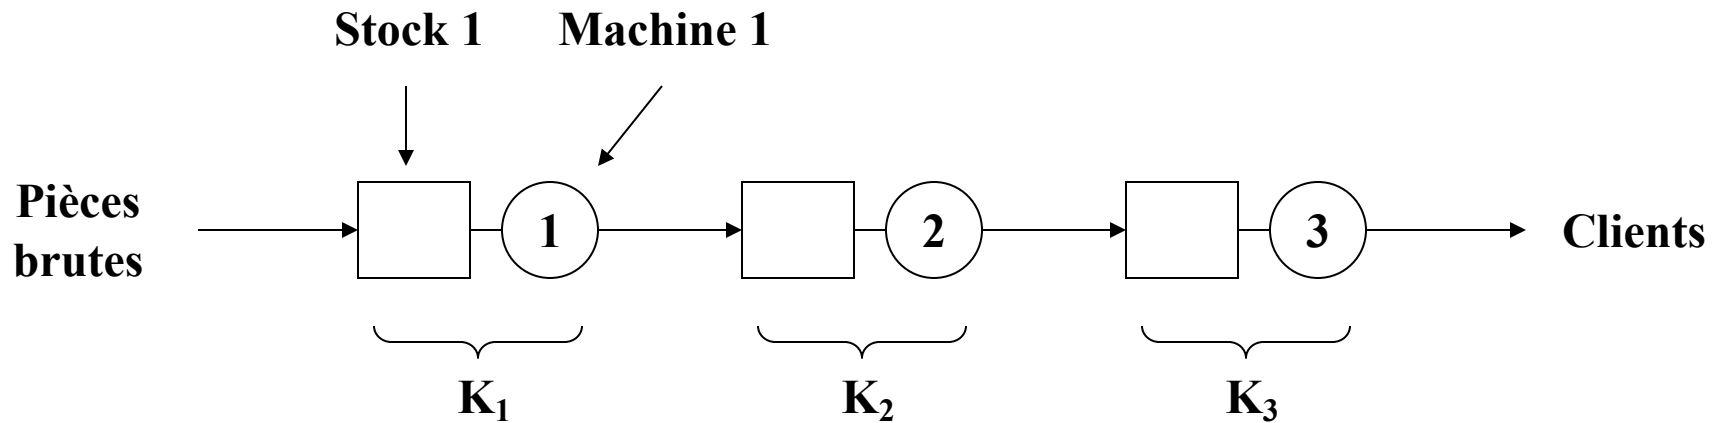 Stock 1
Machine 1
Pièces
brutes
1
2
3
Clients
K₁
K₂
K₃